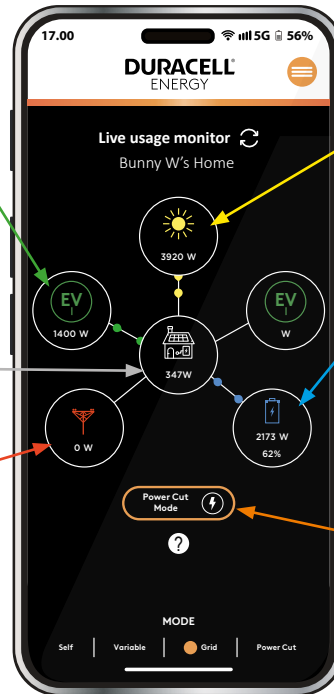 17.00 5G 56%
DURACELL
ENERGY
Live usage monitor
Bunny W's Home
3920 W
EV
1400 W
EV
W
347W
0 W
2173 W
62%
Power Cut
Mode
?
MODE
Self Variable Grid Power Cut